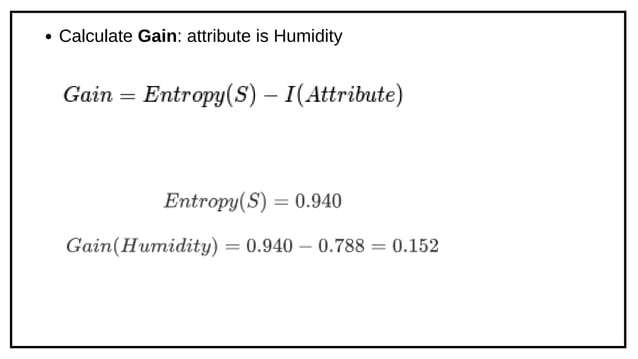 • Calculate Gain: attribute is Humidity
Gain = Entropy(S) − I(Attribute)
Entropy(S) = 0.940
Gain(Humidity) = 0.940 − 0.788 = 0.152